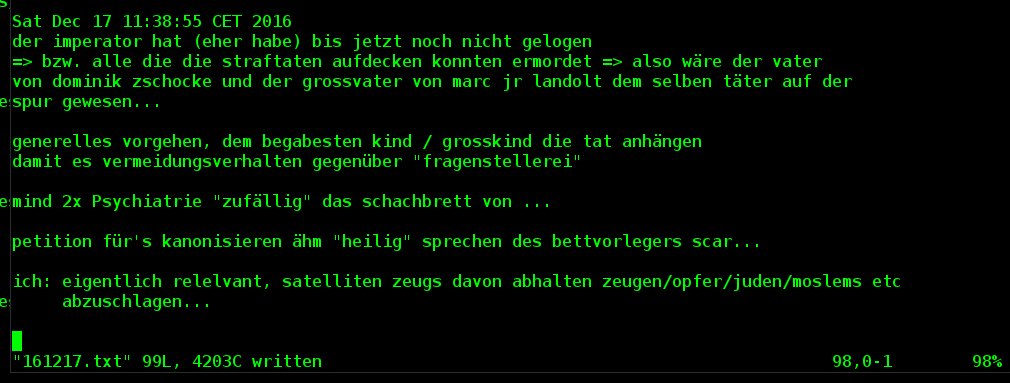 Sat Dec 17 11:38:55 CET 2016
der imperator hat (eher habe) bis jetzt noch nicht gelogen
=> bzw. alle die die straftaten aufdecken konnten ermordet => also wäre der vater
von dominik zschocke und der grossvater von marc jr landolt dem selben täter auf der
spur gewesen...
generelles vorgehen, dem begabesten kind / grosskind die tat anhängen
damit es vermeidungsverhalten gegenüber "fragenstellerei"
mind 2x Psychiatrie "zufällig" das schachbrett von ...
petition für's kanonisieren ähm "heilig" sprechen des bettvorlegers scar...
ich: eigentlich relelvant, satelliten zeugs davon abhalten zeugen/opfer/juden/moslems etc
abzuschlagen...
"161217.txt" 99L, 4203C written 98,0-1 98%